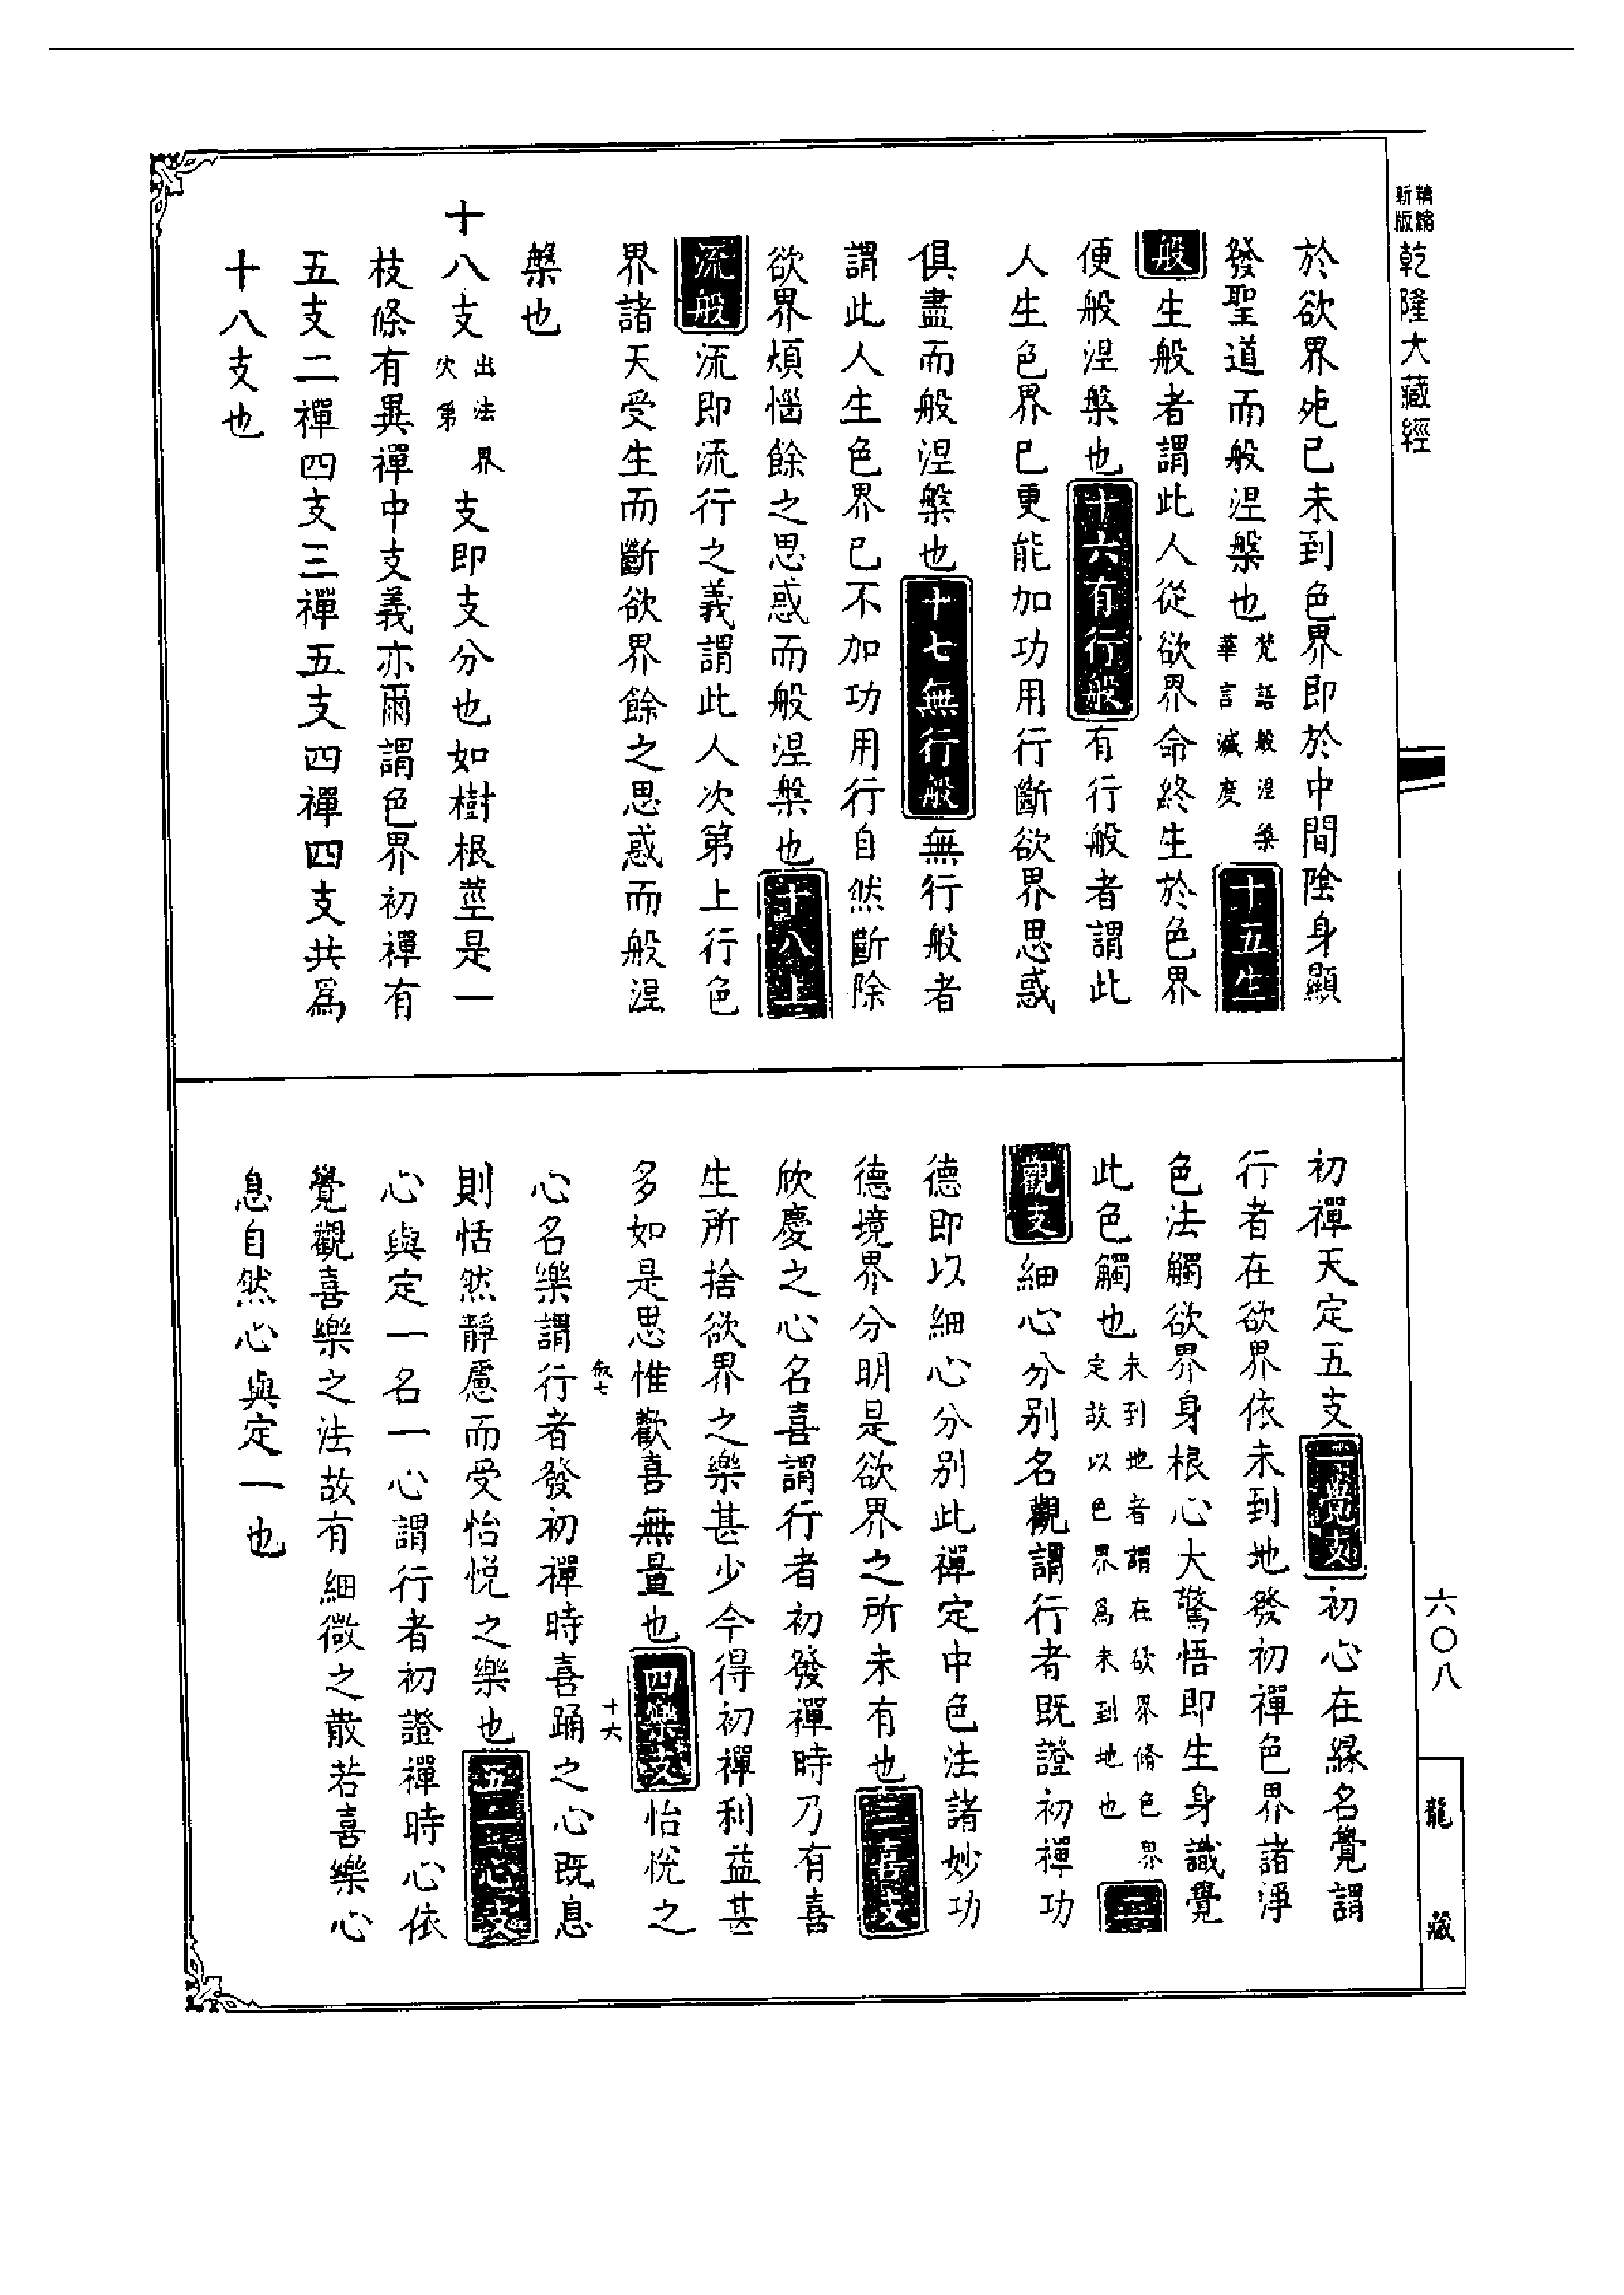 精縮
新版
乾隆大藏經
於欲界死已未到色界即於中間陰身顯
發聖道而般涅槃也梵語般涅槃華言滅度十五生
般生般者謂此人從欲界命終生於色界
便般涅槃也十六有行般有行般者謂此
人生色界已更能加功用行斷欲界思惑
俱盡而般涅槃也十七無行般無行般者
謂此人生色界已不加功用行自然斷除
欲界煩惱餘之思惑而般涅槃也十八上
流般流即流行之義謂此人次第上行色
界諸天受生而斷欲界餘之思惑而般涅
槃也
十八支出法界次第支即支分也如樹根莖是一
枝條有異禪中支義亦爾謂色界初禪有
五支二禪四支三禪五支四禪四支共為
十八支也
初禪天定五支一覺支初心在緣名覺謂
行者在欲界依未到地發初禪色界諸淨
色法觸欲界身根心大驚悟即生身識覺
此色觸也未到地者謂在欲界修色界定故以色界為未到地也二
觀支細心分別名觀謂行者既證初禪功
德即以細心分別此禪定中色法諸妙功
德境界分明是欲界之所未有也三喜支
欣慶之心名喜謂行者初發禪時乃有喜
生所捨欲界之樂甚少今得初禪利益甚
多如是思惟歡喜無量也四樂支怡悅之
心名樂謂行者發初禪時喜踊之心既息
則恬然靜慮而受怡悅之樂也五一心支
心與定一名一心謂行者初證禪時心依
覺觀喜樂之法故有細微之散若喜樂心
息自然心與定一也
十六
六〇八
龍藏